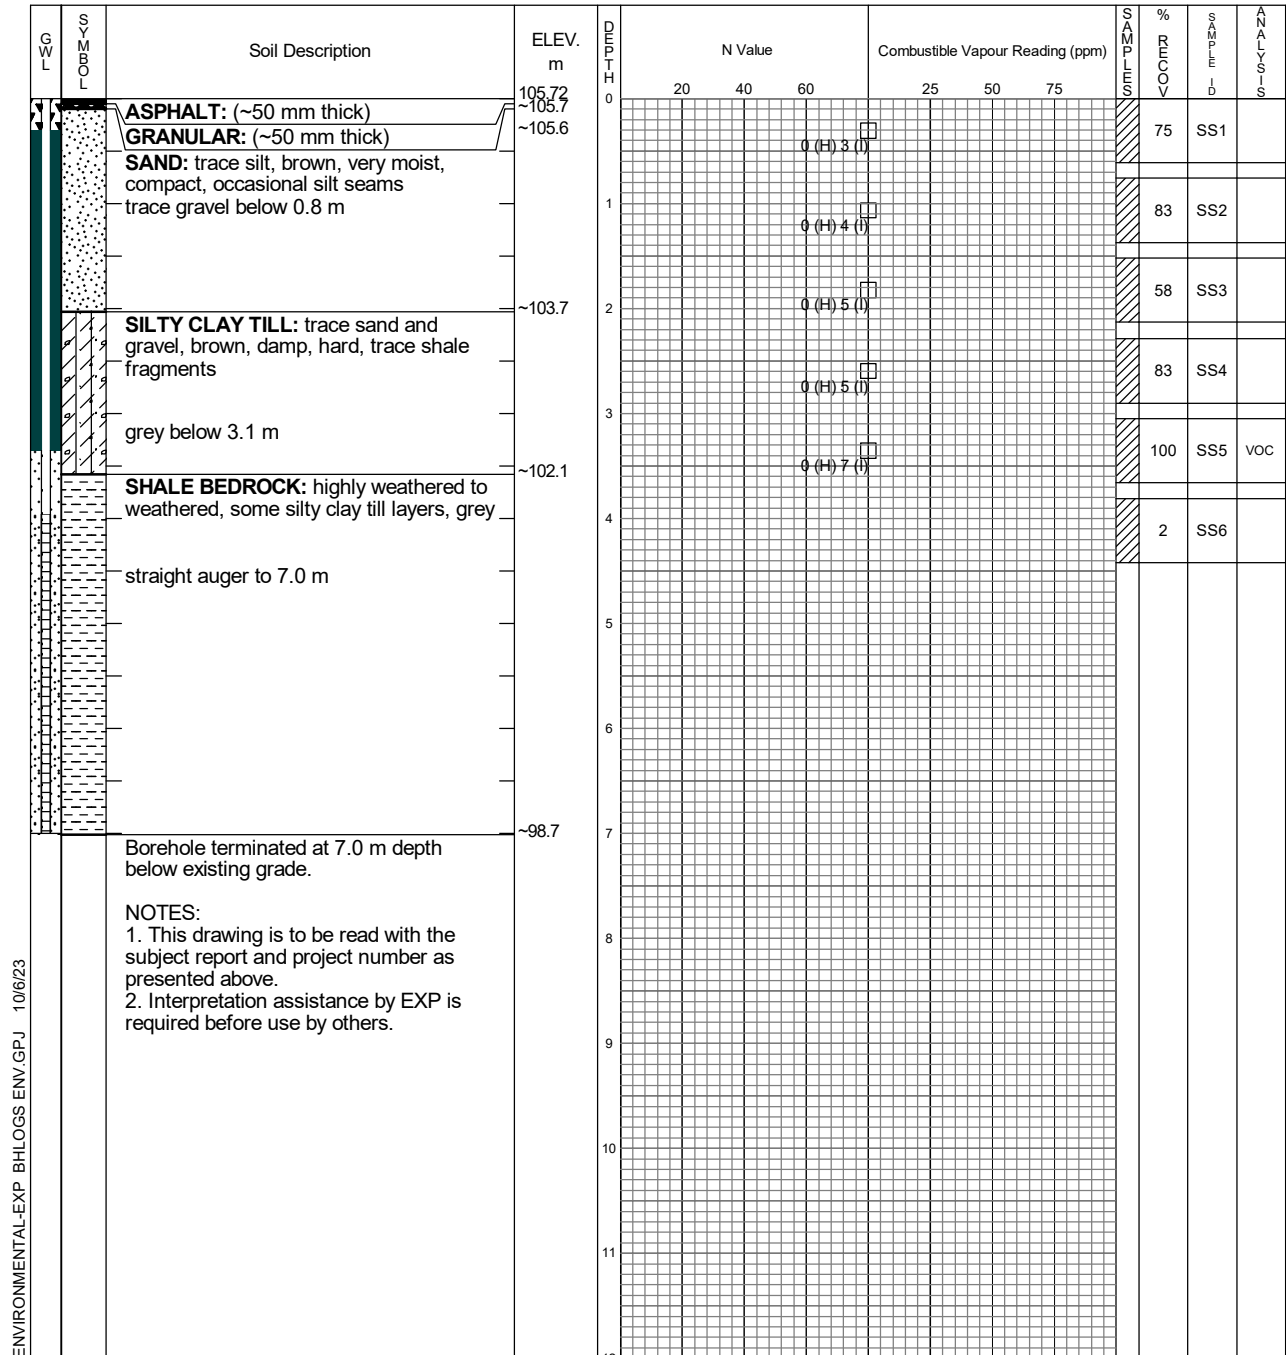 GWL
SYMBOL
Soil Description
ELEV.
m
DEPTH
N Value
Combustible Vapour Reading (ppm)
SAMPLES
% RECOV
SAMPLE ID
ANALYSIS
20 40 60 25 50 75
105.72
0
ASPHALT: (~50 mm thick)
~105.7
GRANULAR: (~50 mm thick)
~105.6
SAND: trace silt, brown, very moist,
compact, occasional silt seams
trace gravel below 0.8 m
0 (H) 3 (I)
75 SS1
1
0 (H) 4 (I)
83 SS2
0 (H) 5 (I)
58 SS3
~103.7
2
SILTY CLAY TILL: trace sand and
gravel, brown, damp, hard, trace shale
fragments
0 (H) 5 (I)
83 SS4
3
grey below 3.1 m
0 (H) 7 (I)
100 SS5 VOC
~102.1
SHALE BEDROCK: highly weathered to
weathered, some silty clay till layers, grey
4
2 SS6
straight auger to 7.0 m
5
6
~98.7
7
Borehole terminated at 7.0 m depth
below existing grade.
NOTES:
1. This drawing is to be read with the
subject report and project number as
presented above.
2. Interpretation assistance by EXP is
required before use by others.
8
9
10
11
ENVIRONMENTAL-EXP BHLOGS ENV.GPJ 10/6/23